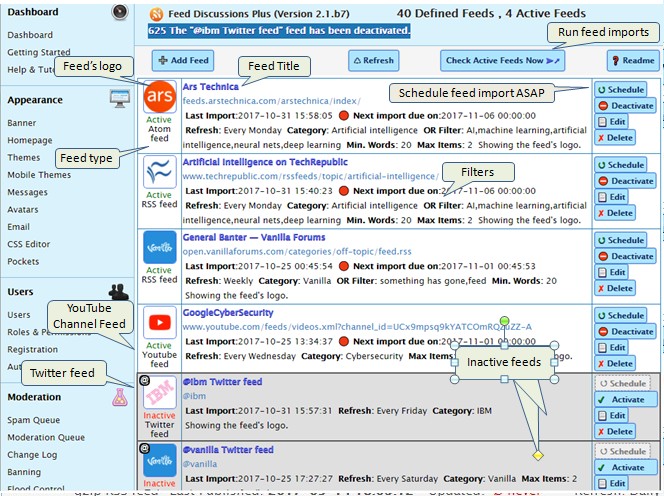 Dashboard
Dashboard
Getting Started
Help & Tuto
Appearance
Banner
Homepage
Themes
Mobile Themes
Messages
Avatars
Email
CSS Editor
Pockets
Users
Users
Roles & Permissions
Registration
Moderation
Spam Queue
Moderation Queue
Change Log
Banning
Flood Control
Feed Discussions Plus (Version 2.1.b7) 40 Defined Feeds , 4 Active Feeds
625 The "@ibm Twitter feed" feed has been deactivated.
Run feed imports
Add Feed Refresh Check Active Feeds Now Readme
Feed's logo
Feed Title
Schedule feed import ASAP
Feed type
Filters
YouTube
Channel Feed
Twitter feed
Inactive feeds
ars
Active
Atom
feed
Ars Technica
feeds.arstechnica.com/arstechnica/index/
Last Import:2017-10-31 15:58:05 Next import due on:2017-11-06 00:00:00
Refresh: Every Monday Category: Artificial intelligence OR Filter: AI,machine learning,artificial
intelligence,neural nets,deep learning Min. Words: 20 Max Items: 2 Showing the feed's logo.
Schedule
Deactivate
Edit
Delete
Active
RSS feed
Artificial Intelligence on TechRepublic
www.techrepublic.com/rssfeeds/topic/artificial-intelligence/
Last Import:2017-10-31 15:40:23 Next import due on:2017-11-06 00:00:00
Refresh: Every Monday Category: Artificial intelligence OR Filter: AI,machine learning,artificial
intelligence,neural nets,deep learning Min. Words: 20 Max Items: 2 Showing the feed's logo.
Schedule
Deactivate
Edit
Delete
Vanilla
Active
RSS feed
General Banter — Vanilla Forums
open.vanillaforums.com/categories/off-topic/feed.rss
Last Import:2017-10-25 00:45:54 Next import due on:2017-11-01 00:45:53
Refresh: Weekly Category: Vanilla OR Filter: something has gone,feed Min. Words: 20
Showing the feed's logo.
Schedule
Deactivate
Edit
Delete
Active
Youtube
feed
GoogleCyberSecurity
Last Import:2017-10-25 13:34:37 Next import due on:2017-11-01 00:00:00
Refresh: Every Wednesday Category: Cybersecurity Max Items logo.
Schedule
Deactivate
Edit
Delete
@
IBM
Inactive
Twitter
feed
@ibm Twitter feed
@ibm
Last Import:2017-10-31 15:57:31 Refresh: Every Friday Category: IBM
Showing the feed's logo.
Schedule
Activate
Edit
Delete
@
Vanilla
Inactive
Twitter
@vanilla Twitter feed
@vanilla
Last Import:2017-10-25 17:27:27 Refresh: Every Saturday Category: Vanilla Max Items: 2
Schedule
Activate
Edit